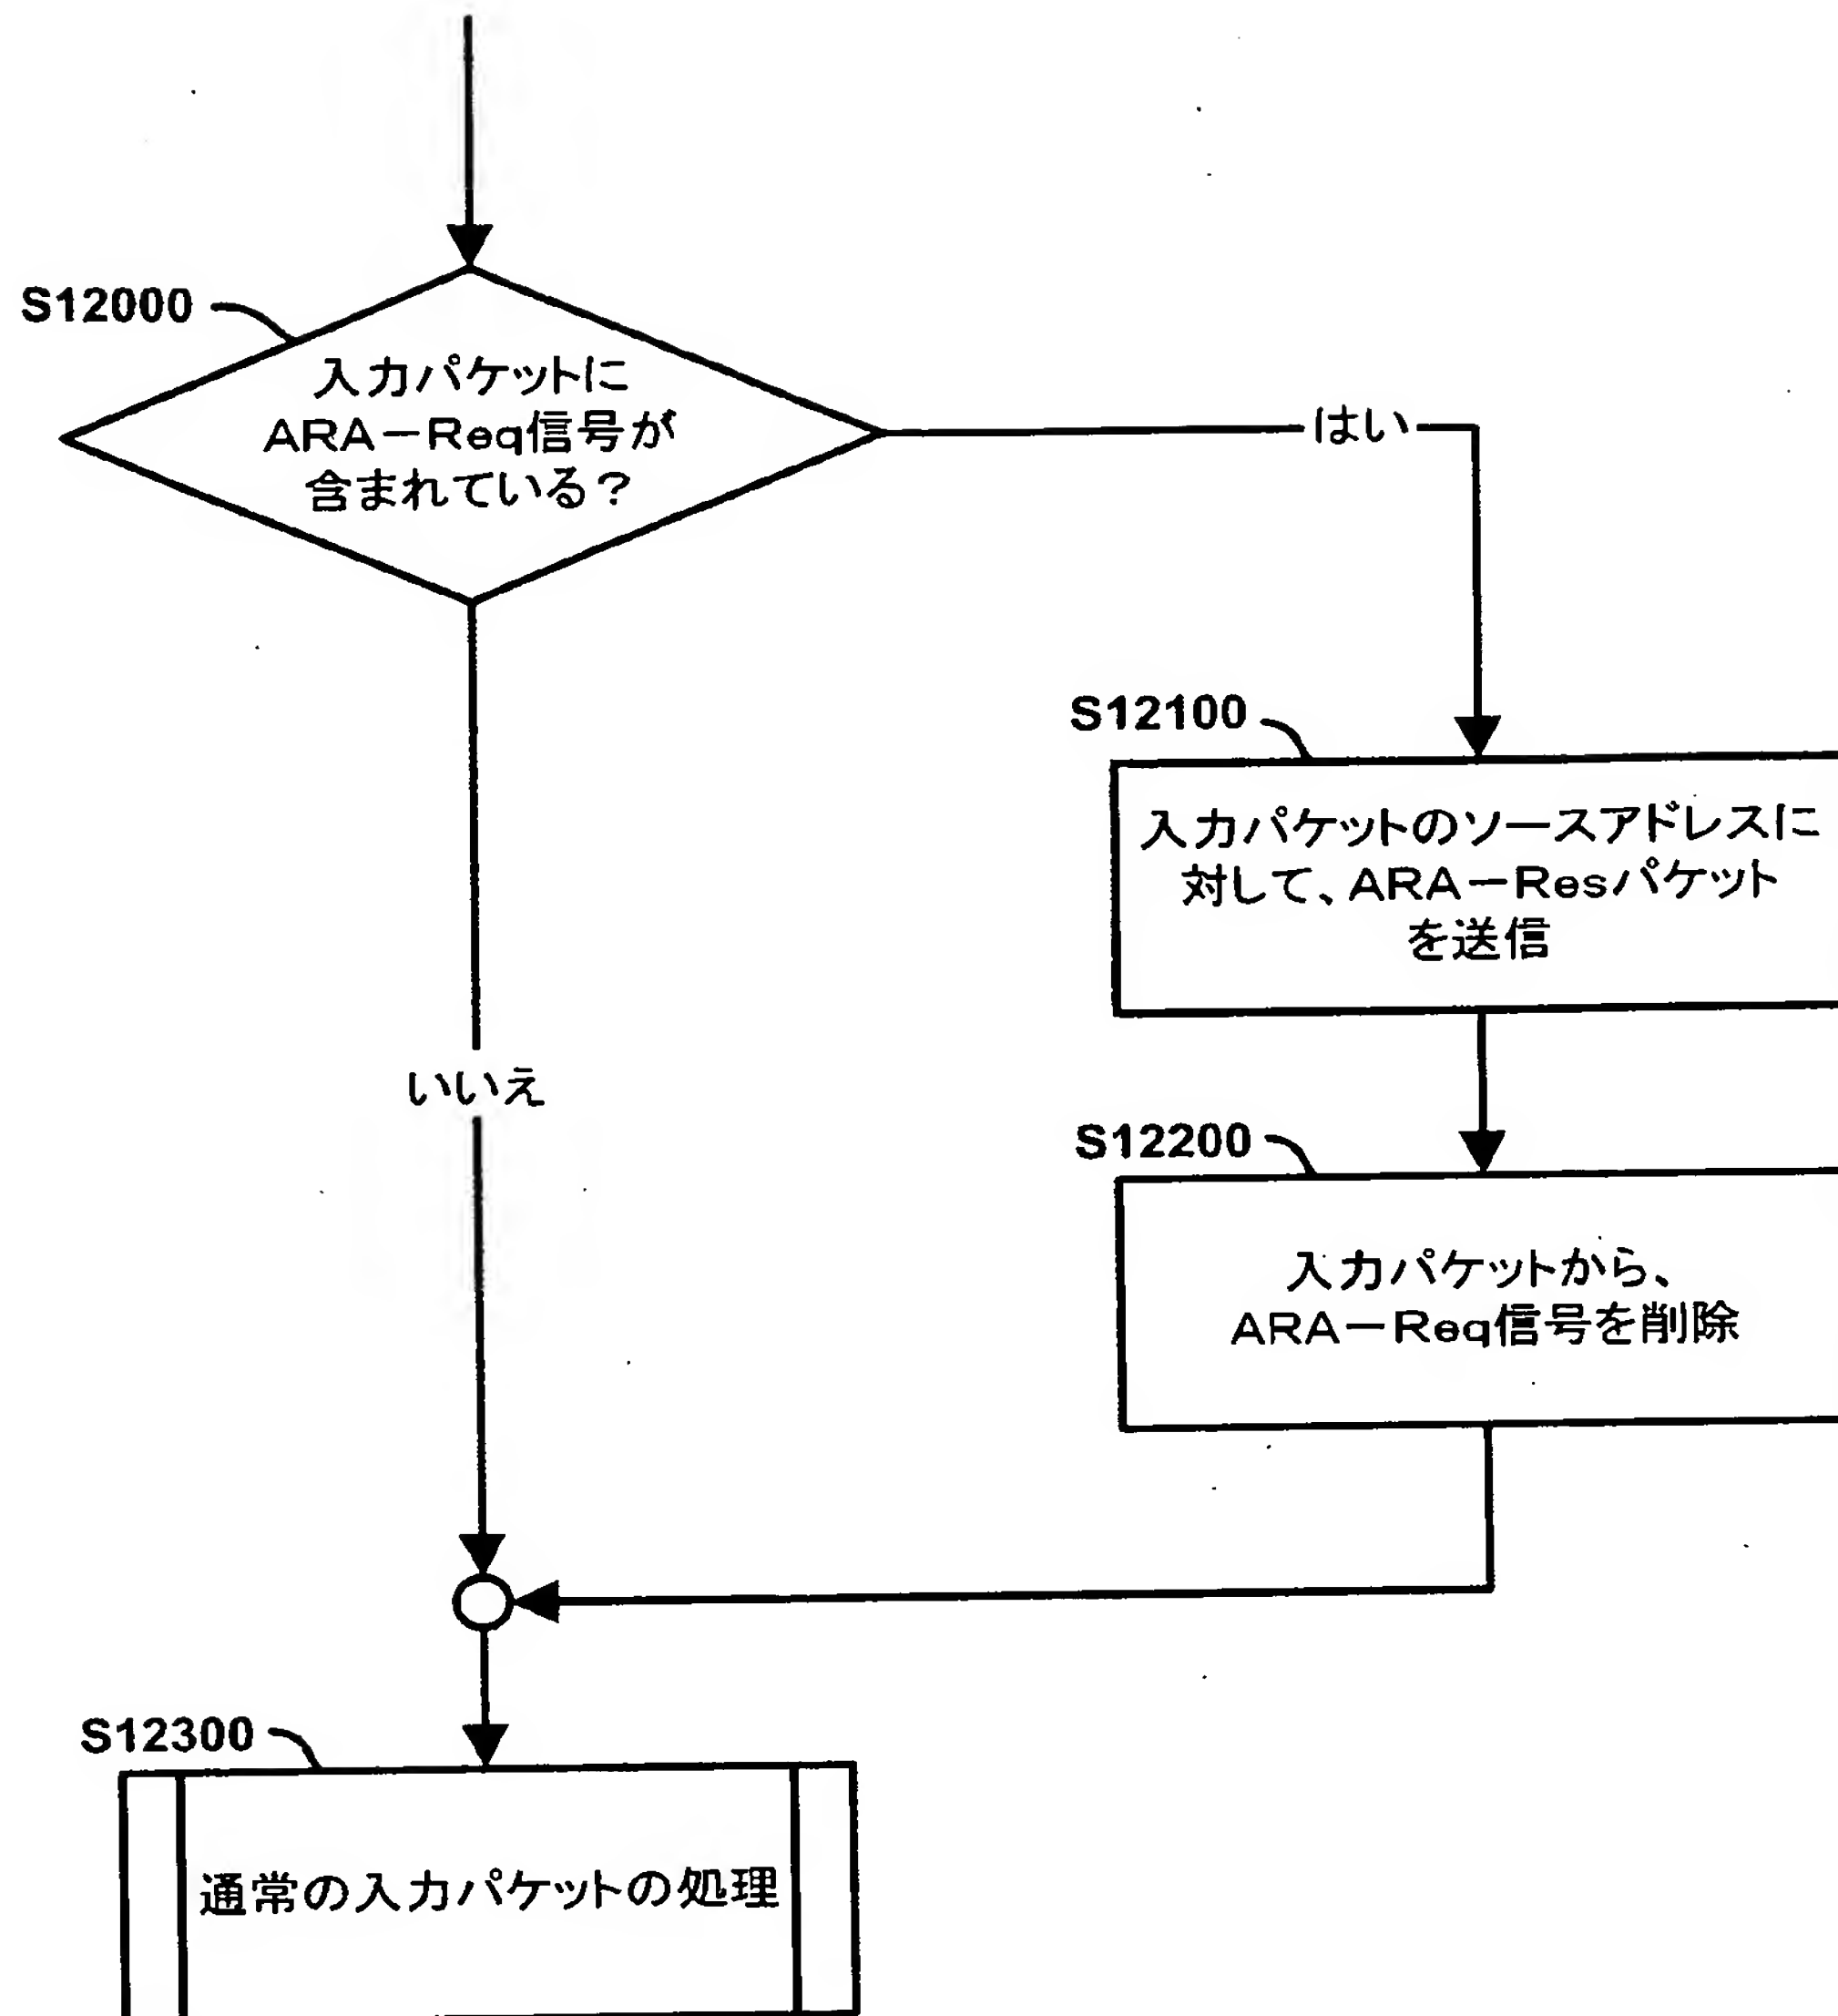 S12000
入力パケットに
ARA－Req信号が
含まれている？
はい
S12100
入力パケットのソースアドレスに
対して、ARA－Resパケット
を送信
いいえ
S12200
入力パケットから、
ARA－Req信号を削除
S12300
通常の入力パケットの処理